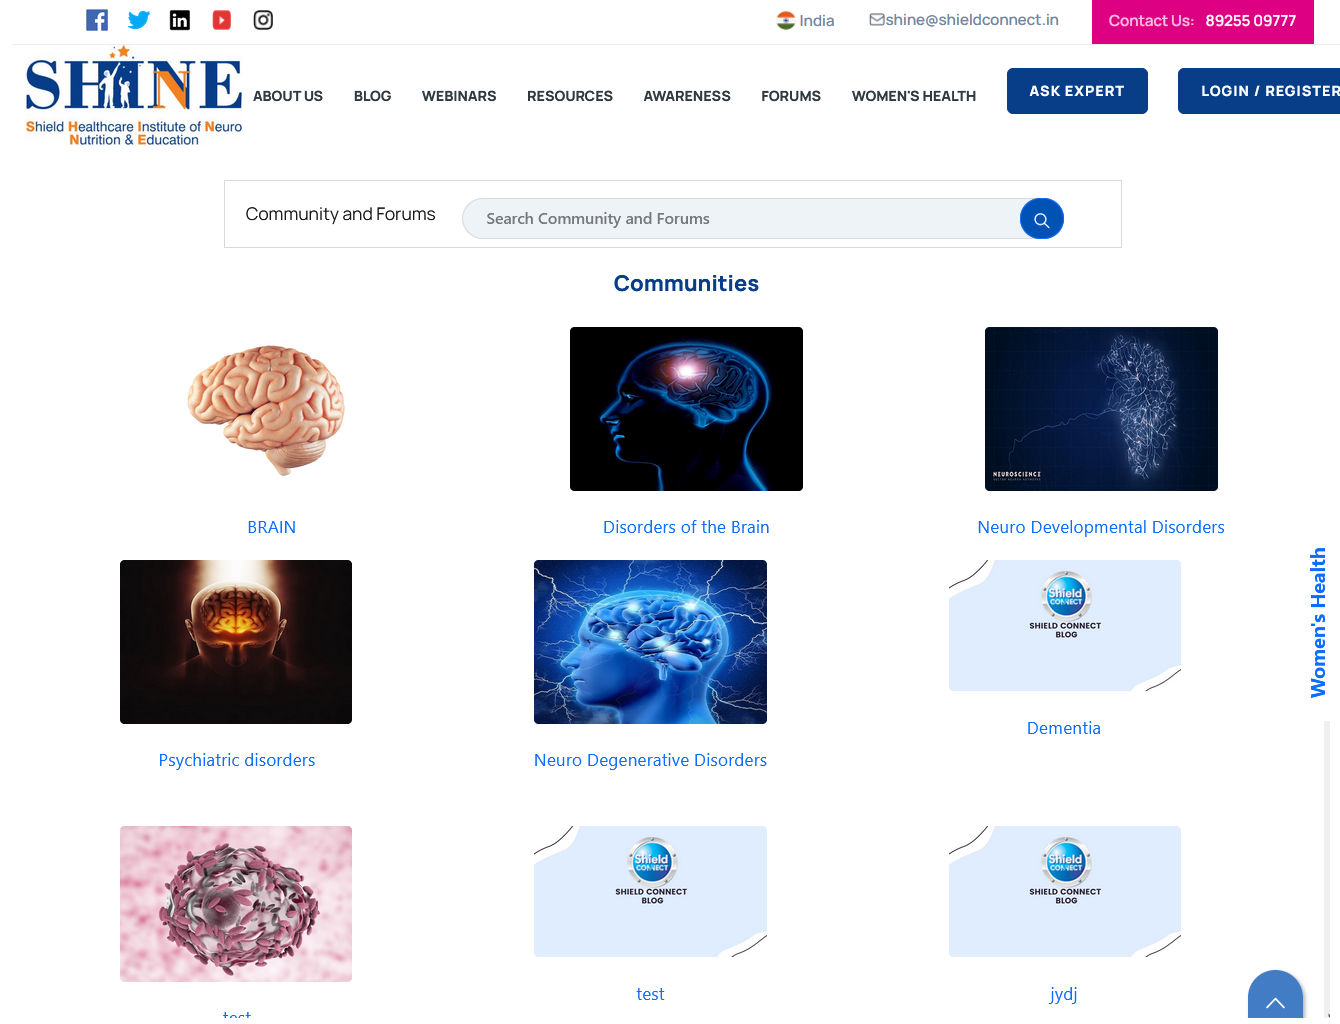 India
shine@shieldconnect.in
Contact Us: 89255 09777
SHINE
Shield Healthcare Institute of Neuro
Nutrition & Education
ABOUT US
BLOG
WEBINARS
RESOURCES
AWARENESS
FORUMS
WOMEN'S HEALTH
ASK EXPERT
LOGIN / REGISTER
Community and Forums
Search Community and Forums
Communities
NEUROSCIENCE
BRAIN
Disorders of the Brain
Neuro Developmental Disorders
Women's Health
Shield
CONNECT
SHIELD CONNECT
BLOG
Psychiatric disorders
Neuro Degenerative Disorders
Dementia
Shield
CONNECT
SHIELD CONNECT
BLOG
Shield
CONNECT
SHIELD CONNECT
BLOG
test
test
jydj